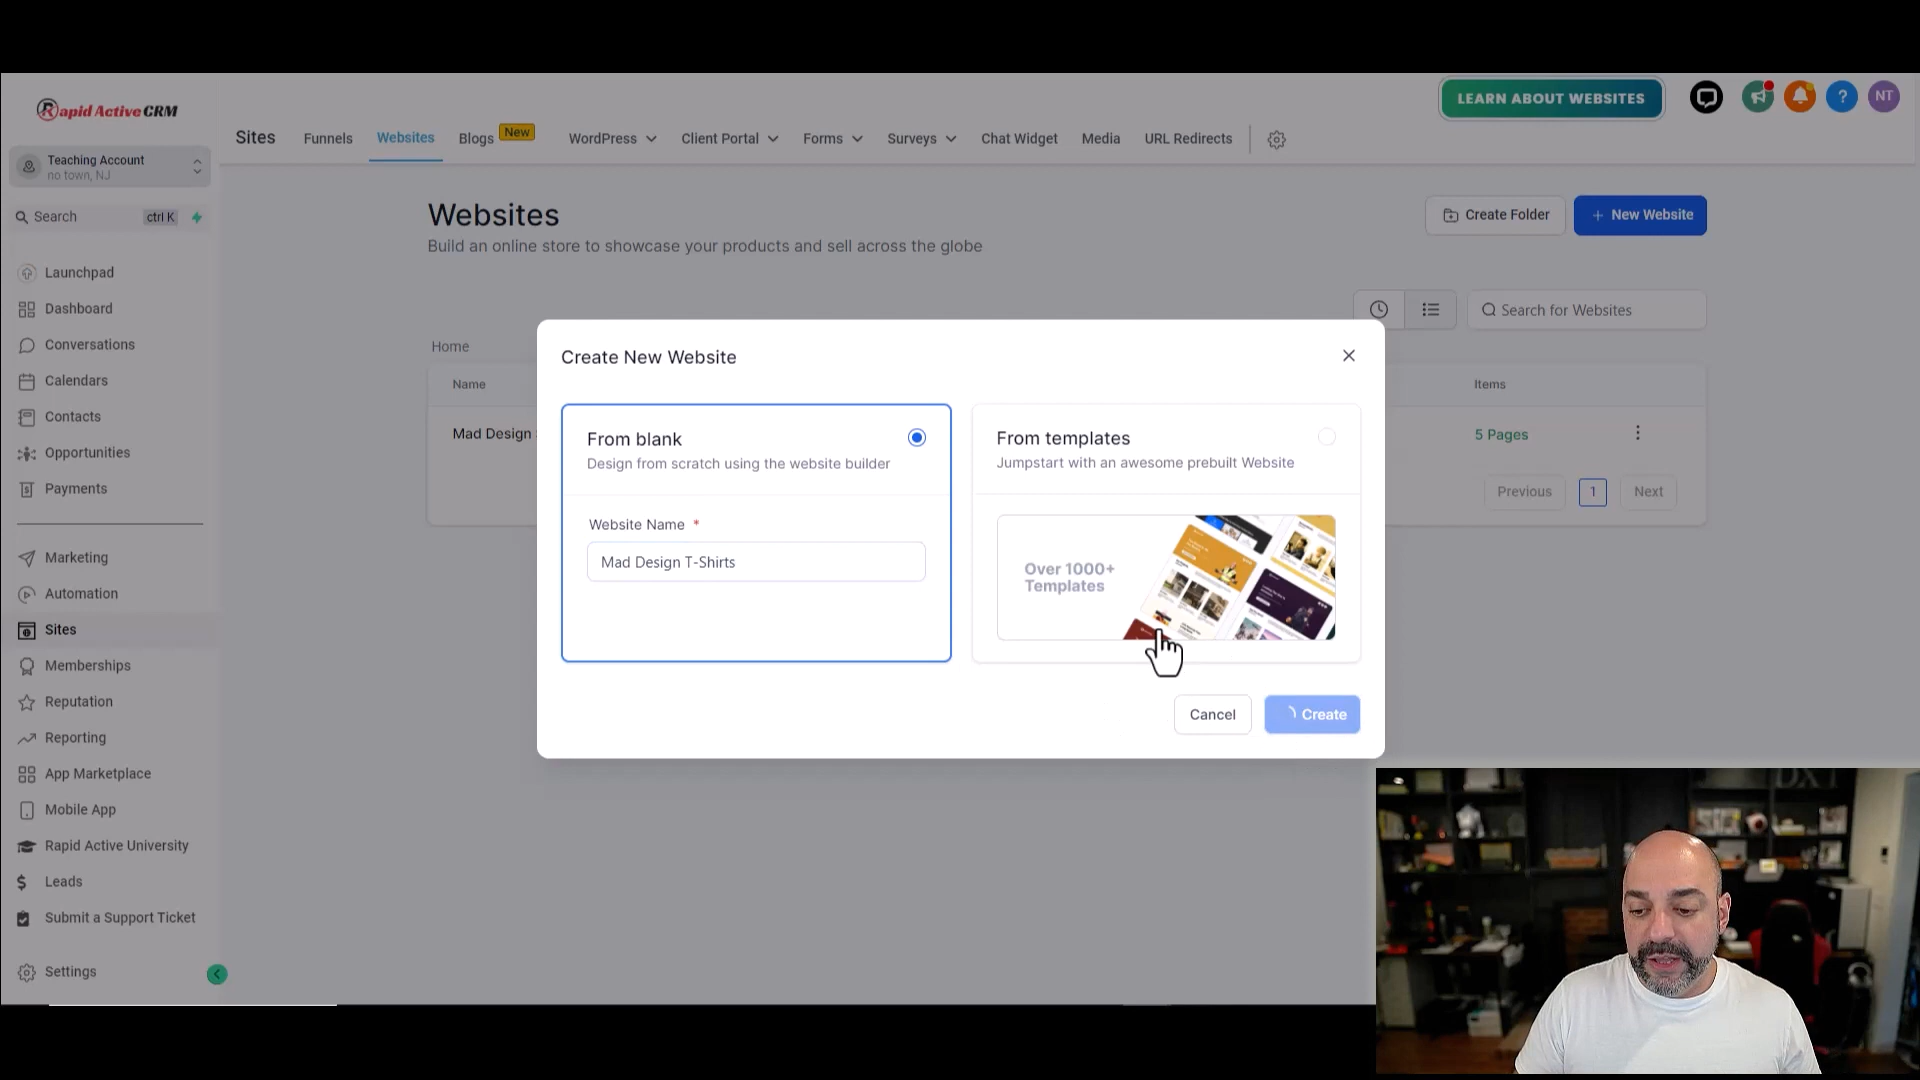 Rapid Active CRM
Teaching Account
no town, NJ
Search
ctrl K
Launchpad
Dashboard
Conversations
Calendars
Contacts
Opportunities
Payments
Marketing
Automation
Sites
Memberships
Reputation
Reporting
App Marketplace
Mobile App
Rapid Active University
Leads
Submit a Support Ticket
Settings
LEARN ABOUT WEBSITES
?
NT
Sites
Funnels
Websites
Blogs
New
WordPress
Client Portal
Forms
Surveys
Chat Widget
Media
URL Redirects
Websites
Build an online store to showcase your products and sell across the globe
Create Folder
+ New Website
Search for Websites
Home
Name
Items
Mad Design
5 Pages
Previous
1
Next
Create New Website
From blank
Design from scratch using the website builder
Website Name *
Mad Design T-Shirts
From templates
Jumpstart with an awesome prebuilt Website
Over 1000+
Templates
Cancel
Create